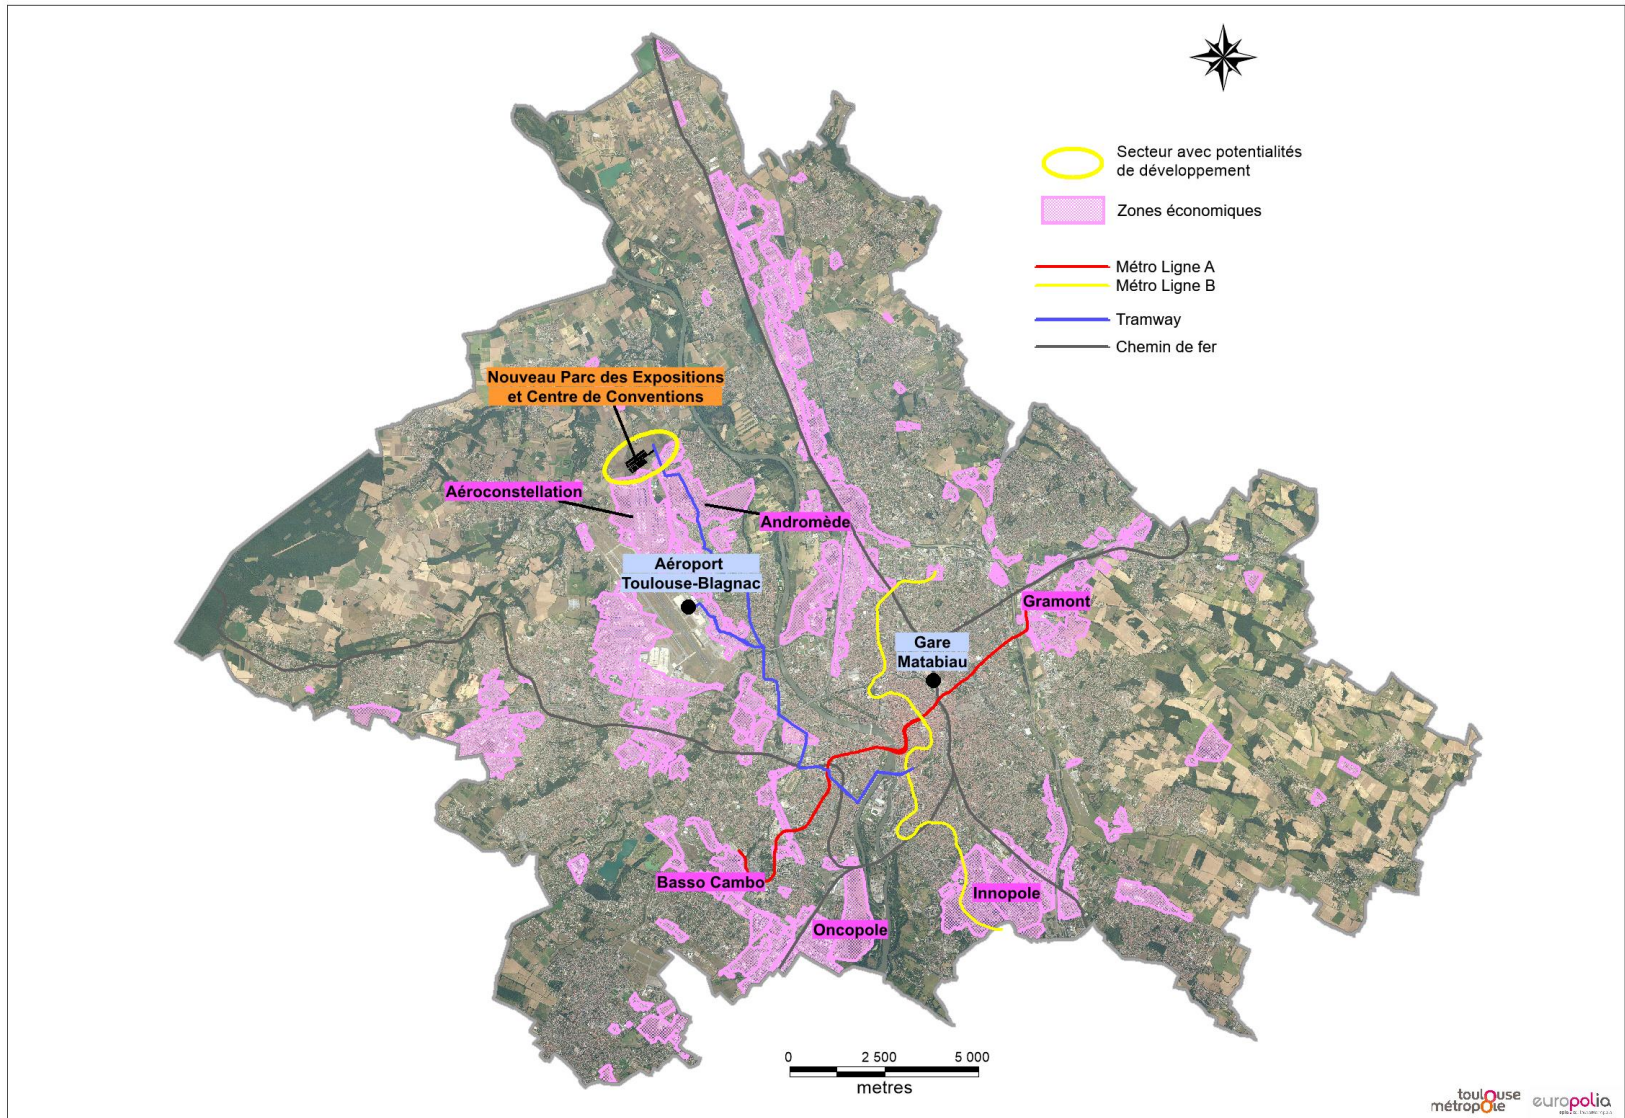 Secteur avec potentialités
de développement
Zones économiques
Métro Ligne A
Métro Ligne B
Tramway
Chemin de fer
Nouveau Parc des Expositions
et Centre de Conventions
Aéroconstellation
Andromède
Aéroport
Toulouse-Blagnac
Gramont
Gare
Matabiau
Basso Cambo
Innopole
Oncopole
0 2 500 5 000
metres
toulouse
métropole
europolia